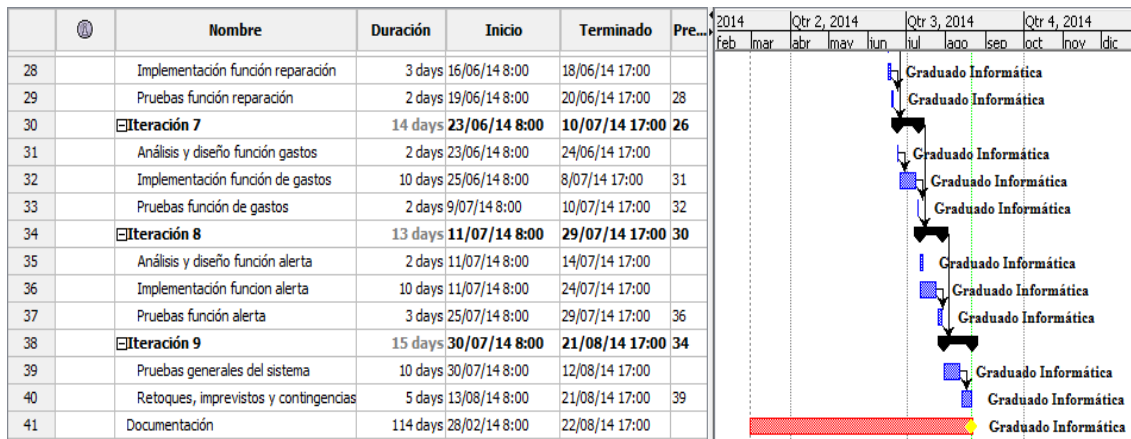 Nombre Duración Inicio Terminado Pre...
2014 Qtr 2, 2014 Qtr 3, 2014 Qtr 4, 2014
feb mar abr may jun jul ago sep oct nov dic
28 Implementación función reparación 3 days 16/06/14 8:00 18/06/14 17:00 Graduado Informática
29 Pruebas función reparación 2 days 19/06/14 8:00 20/06/14 17:00 28 Graduado Informática
30 Iteración 7 14 days 23/06/14 8:00 10/07/14 17:00 26
31 Análisis y diseño función gastos 2 days 23/06/14 8:00 24/06/14 17:00 Graduado Informática
32 Implementación función de gastos 10 days 25/06/14 8:00 8/07/14 17:00 31 Graduado Informática
33 Pruebas función de gastos 2 days 9/07/14 8:00 10/07/14 17:00 32 Graduado Informática
34 Iteración 8 13 days 11/07/14 8:00 29/07/14 17:00 30
35 Análisis y diseño función alerta 2 days 11/07/14 8:00 14/07/14 17:00 Graduado Informática
36 Implementación funcion alerta 10 days 11/07/14 8:00 24/07/14 17:00 Graduado Informática
37 Pruebas función alerta 3 days 25/07/14 8:00 29/07/14 17:00 36 Graduado Informática
38 Iteración 9 15 days 30/07/14 8:00 21/08/14 17:00 34
39 Pruebas generales del sistema 10 days 30/07/14 8:00 12/08/14 17:00 Graduado Informática
40 Retoques, imprevistos y contingencias 5 days 13/08/14 8:00 21/08/14 17:00 39 Graduado Informática
41 Documentación 114 days 28/02/14 8:00 22/08/14 17:00 Graduado Informática